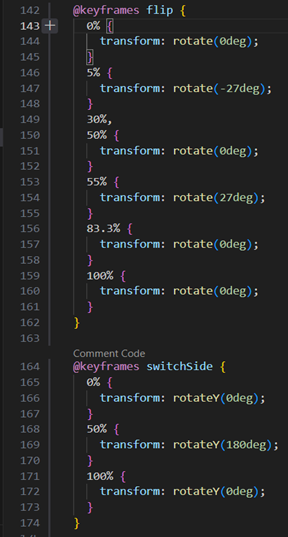 142 @keyframes flip {
143 0% {
144 transform: rotate(0deg);
145 }
146 5% {
147 transform: rotate(-27deg);
148 }
149 30%,
150 50% {
151 transform: rotate(0deg);
152 }
153 55% {
154 transform: rotate(27deg);
155 }
156 83.3% {
157 transform: rotate(0deg);
158 }
159 100% {
160 transform: rotate(0deg);
161 }
162 }
163
Comment Code
164 @keyframes switchSide {
165 0% {
166 transform: rotateY(0deg);
167 }
168 50% {
169 transform: rotateY(180deg);
170 }
171 100% {
172 transform: rotateY(0deg);
173 }
174 }